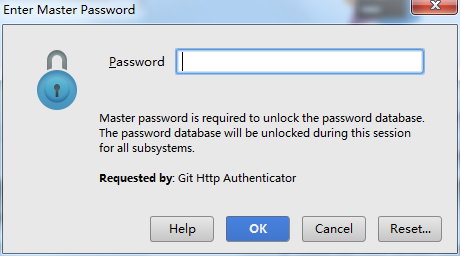 Enter Master Password
Password
Master password is required to unlock the password database.
The password database will be unlocked during this session
for all subsystems.
Requested by: Git Http Authenticator
Help
OK
Cancel
Reset...